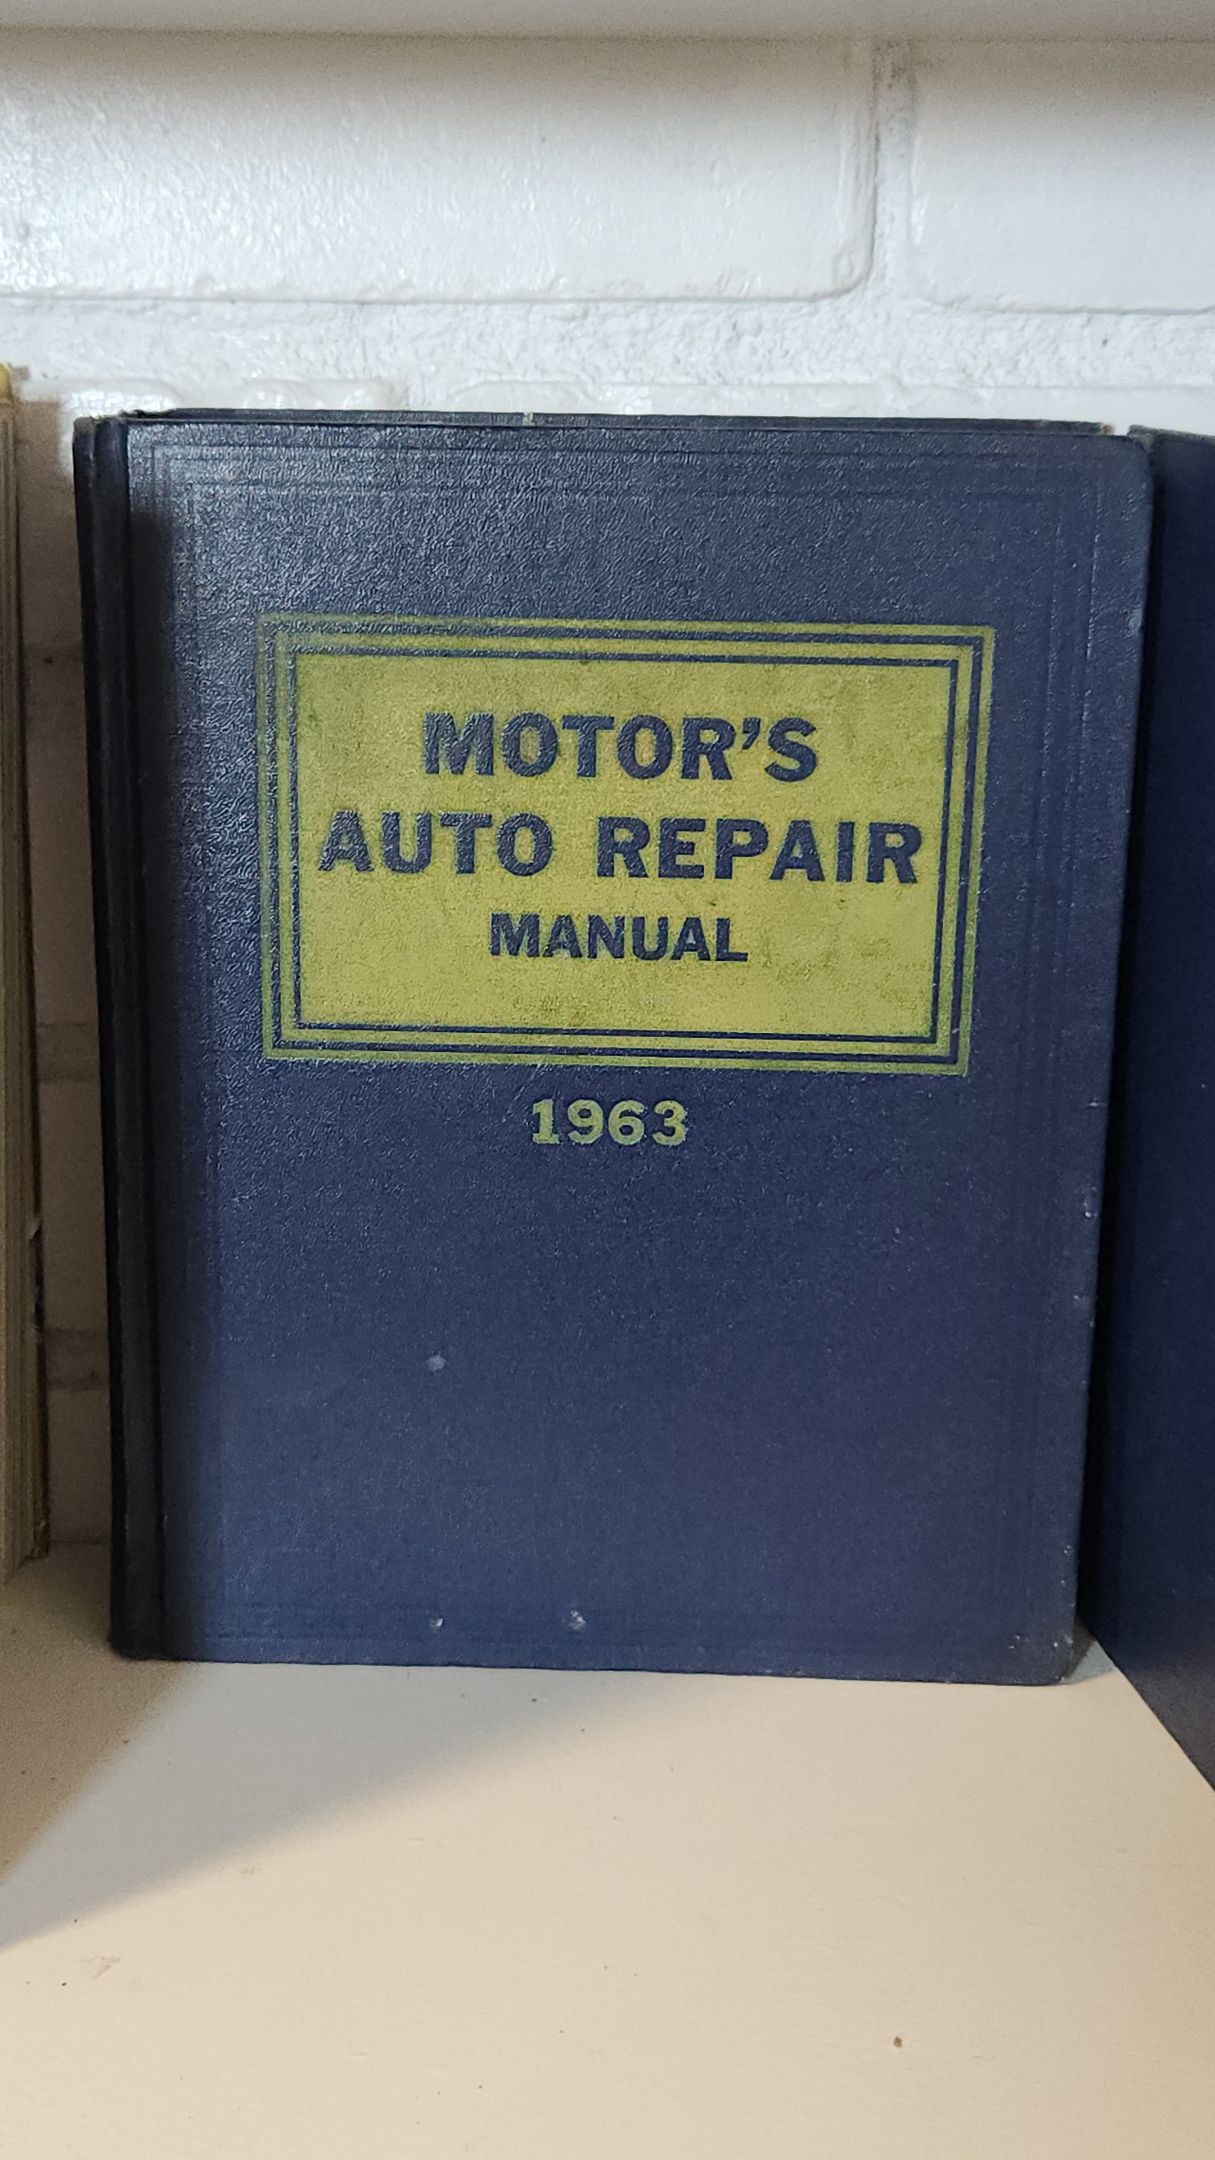 MOTOR'S
AUTO REPAIR
MANUAL
1963